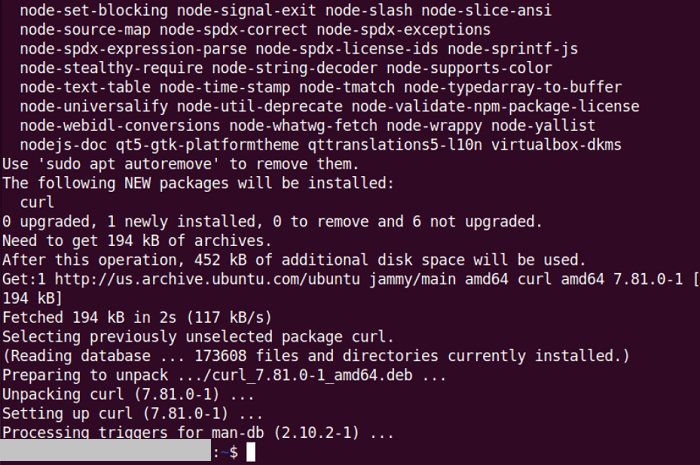 node-set-blocking node-signal-exit node-slash node-slice-ansi
node-source-map node-spdx-correct node-spdx-exceptions
node-spdx-expression-parse node-spdx-license-ids node-sprintf-js
node-stealthy-require node-string-decoder node-supports-color
node-text-table node-time-stamp node-tmatch node-typedarray-to-buffer
node-universalify node-util-deprecate node-validate-npm-package-license
node-webidl-conversions node-whatwg-fetch node-wrappy node-yallist
nodejs-doc qt5-gtk-platformtheme qttranslations5-l10n virtualbox-dkms
Use 'sudo apt autoremove' to remove them.
The following NEW packages will be installed:
curl
0 upgraded, 1 newly installed, 0 to remove and 6 not upgraded.
Need to get 194 kB of archives.
After this operation, 452 kB of additional disk space will be used.
Get:1 http://us.archive.ubuntu.com/ubuntu jammy/main amd64 curl amd64 7.81.0-1 [
194 kB]
Fetched 194 kB in 2s (117 kB/s)
Selecting previously unselected package curl.
(Reading database ... 173608 files and directories currently installed.)
Preparing to unpack .../curl_7.81.0-1_amd64.deb ...
Unpacking curl (7.81.0-1) ...
Setting up curl (7.81.0-1) ...
Processing triggers for man-db (2.10.2-1) ...
:~$